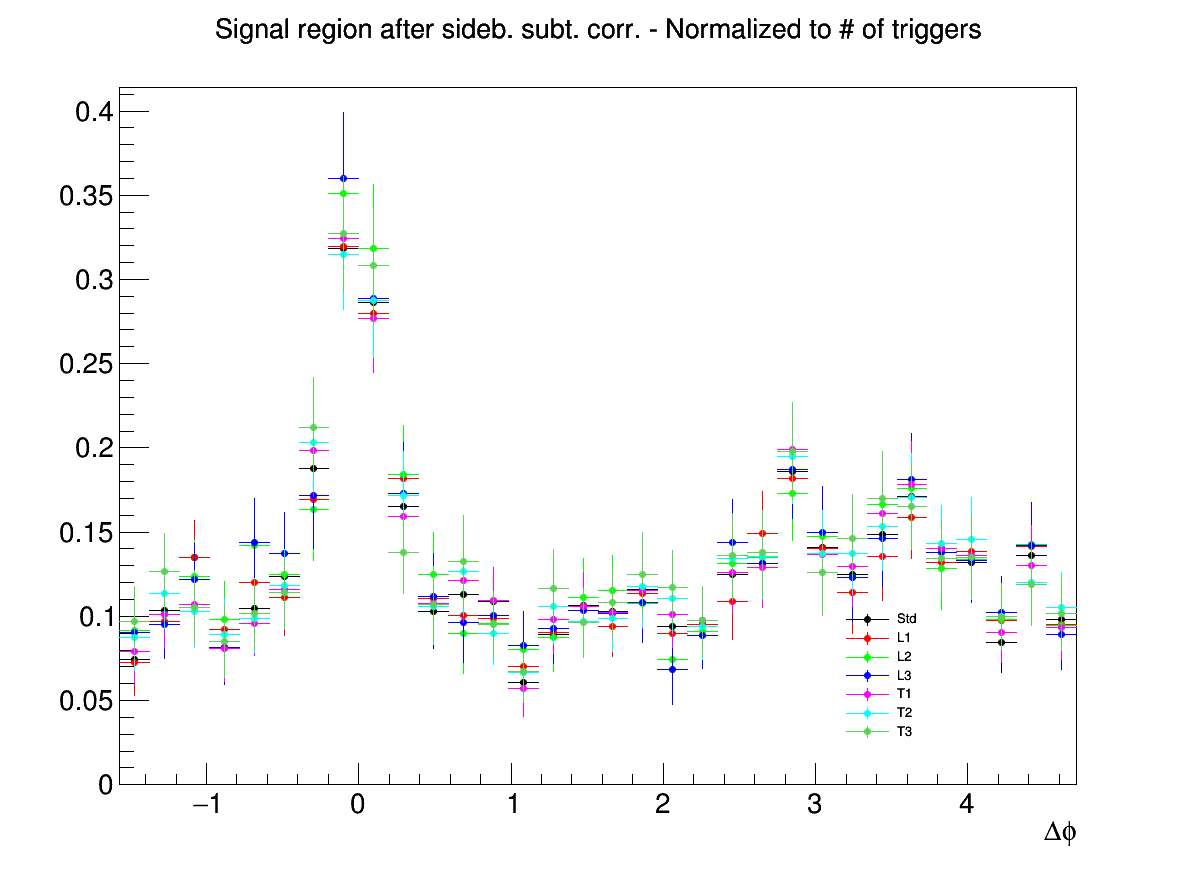 Signal region after sideb. subt. corr. - Normalized to # of triggers
0.4
0.35
0.3
0.25
0.2
0.15
0.1
0.05
0
Std
L1
L2
L3
T1
T2
T3
−1 0 1 2 3 4
Δϕ